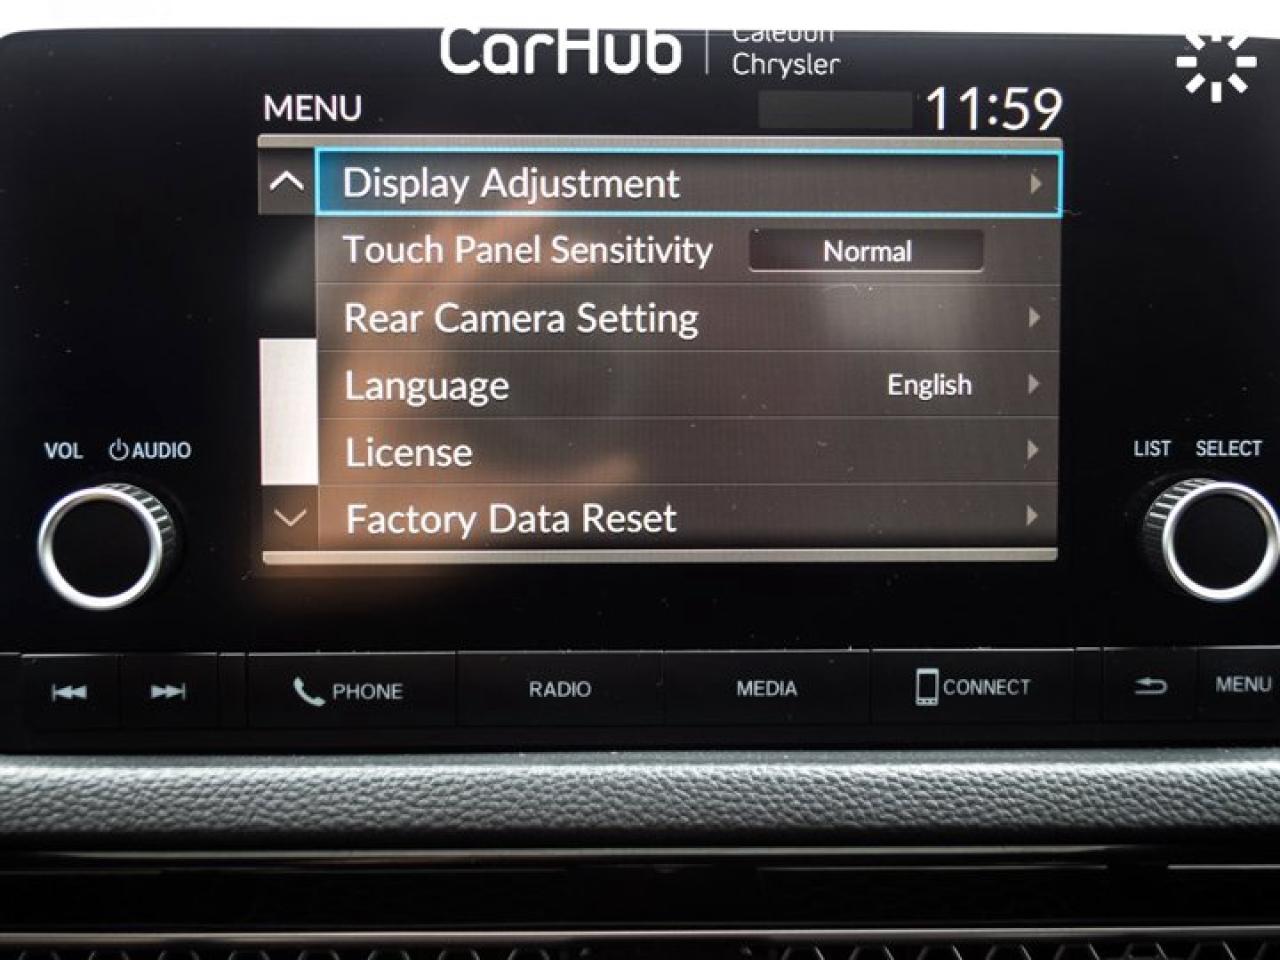 CarHub
Caledon
Chrysler
MENU
11:59
Display Adjustment
Touch Panel Sensitivity Normal
Rear Camera Setting
Language English
License
Factory Data Reset
VOL AUDIO
LIST SELECT
PHONE RADIO MEDIA CONNECT MENU